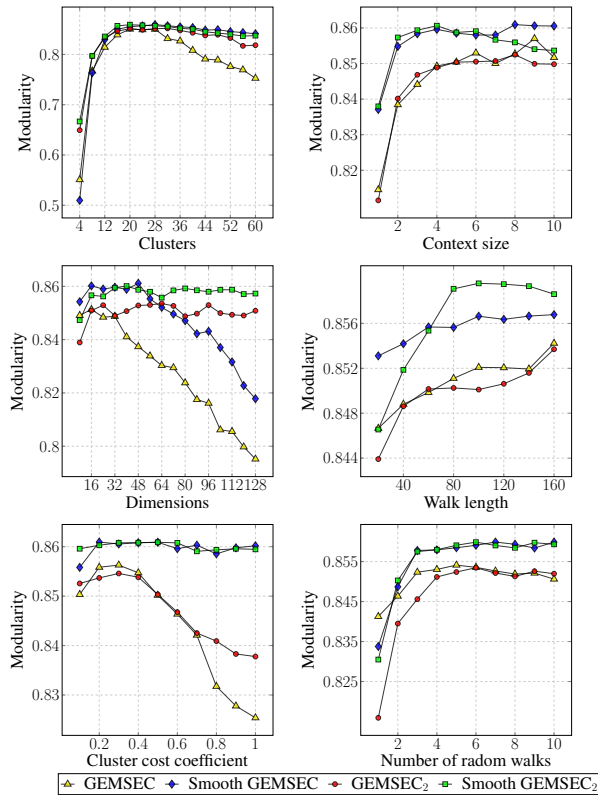 Modularity
0.8
0.7
0.6
0.5
4 12 20 28 36 44 52 60
Clusters
Modularity
0.86
0.85
0.84
0.83
0.82
2 4 6 8 10
Context size
Modularity
0.86
0.84
0.82
0.8
16 32 48 64 80 96 112 128
Dimensions
Modularity
0.856
0.852
0.848
0.844
40 80 120 160
Walk length
Modularity
0.86
0.85
0.84
0.83
0.2 0.4 0.6 0.8 1
Cluster cost coefficient
Modularity
0.855
0.845
0.835
0.825
2 4 6 8 10
Number of radom walks
GEMSEC Smooth GEMSEC GEMSEC₂ Smooth GEMSEC₂